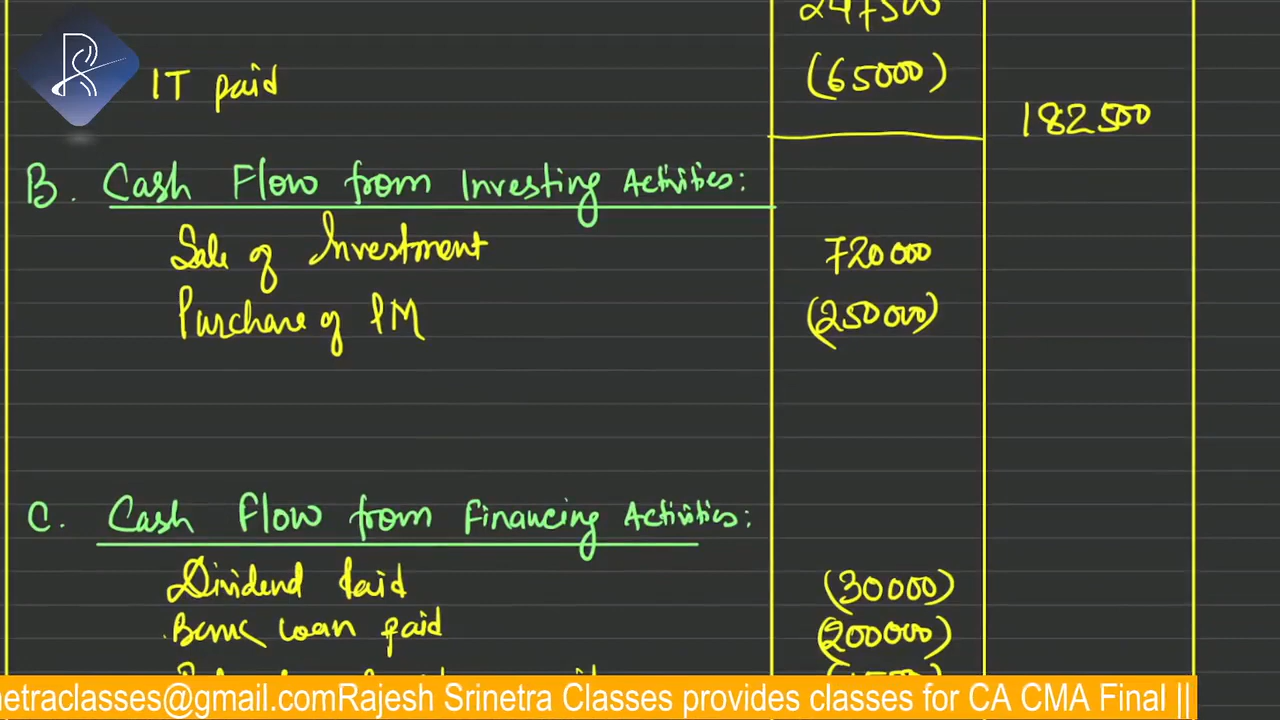 247500
IT paid (65000)
182500
B. Cash Flow from Investing Activities:
Sale of Investment 720000
Purchase of PM (250000)
C. Cash Flow from Financing Activities:
Dividend Paid (30000)
Bank loan paid (200000)
netraclasses@gmail.comRajesh Srinetra Classes provides classes for CA CMA Final ||